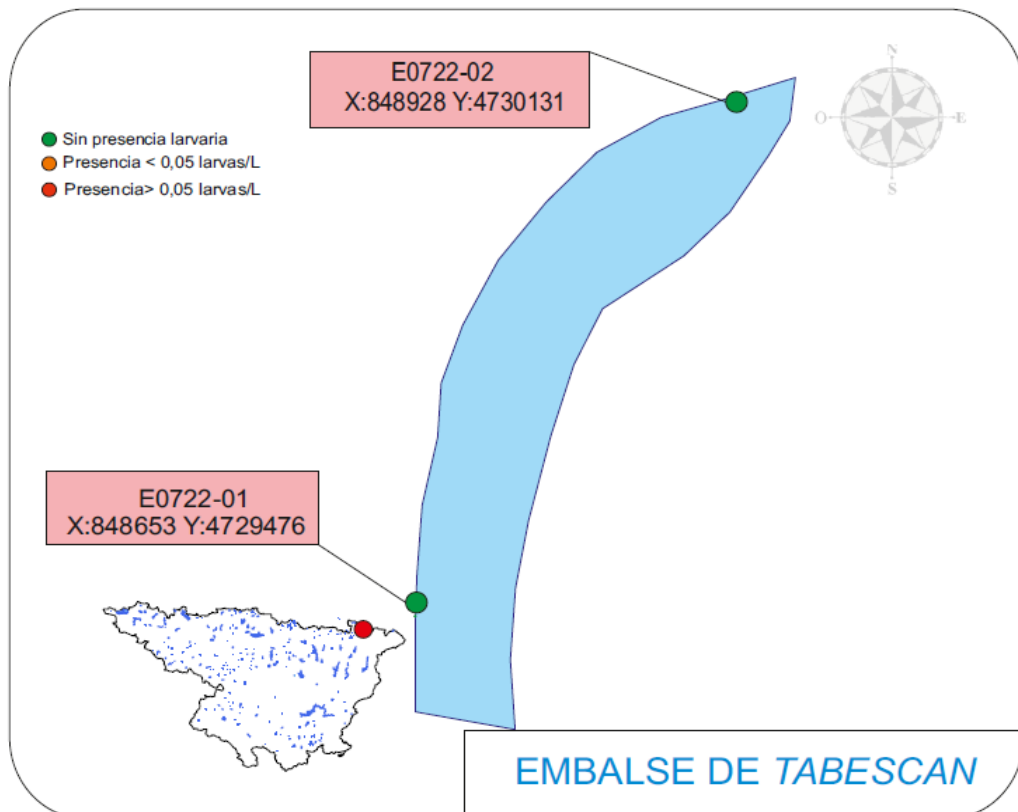 E0722-02
X:848928 Y:4730131
N
O
E
S
Sin presencia larvaria
Presencia < 0,05 larvas/L
Presencia> 0,05 larvas/L
E0722-01
X:848653 Y:4729476
EMBALSE DE TABESCAN